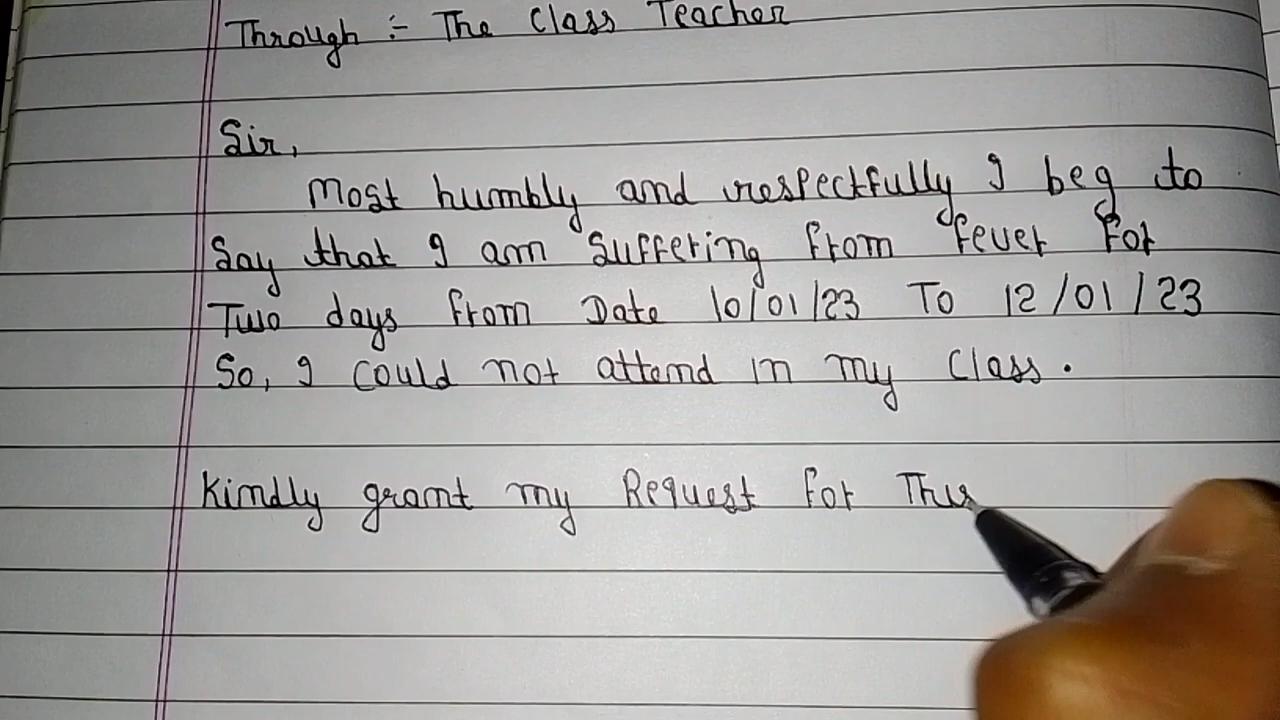 Through :- The Class Teacher
Sir,
Most humbly and respectfully I beg to
Say that I am Suffering from fever For
Two days from Date 10/01/23 To 12/01/23
So, I could not attend in my Class.
Kindly grant my Request For This